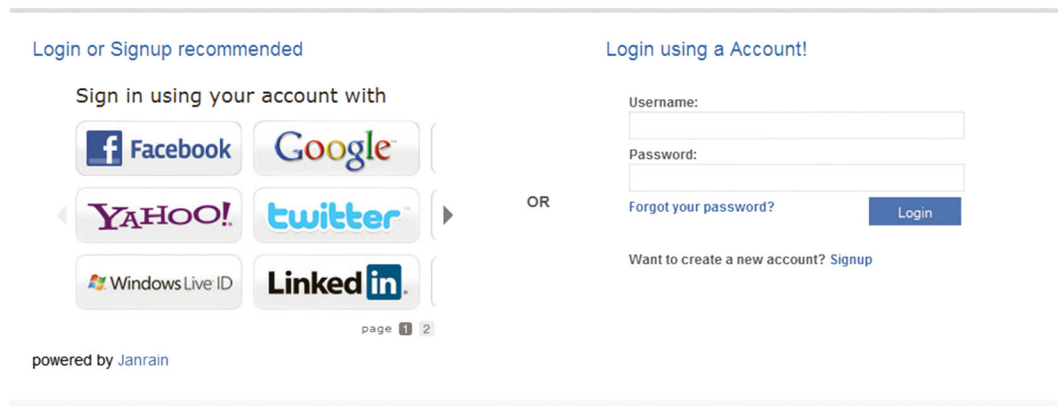 Login or Signup recommended
Sign in using your account with
Facebook
Google
YAHOO!
twitter
Windows Live ID
Linked in
page 1 2
powered by Janrain
OR
Login using a Account!
Username:
Password:
Forgot your password?
Login
Want to create a new account? Signup